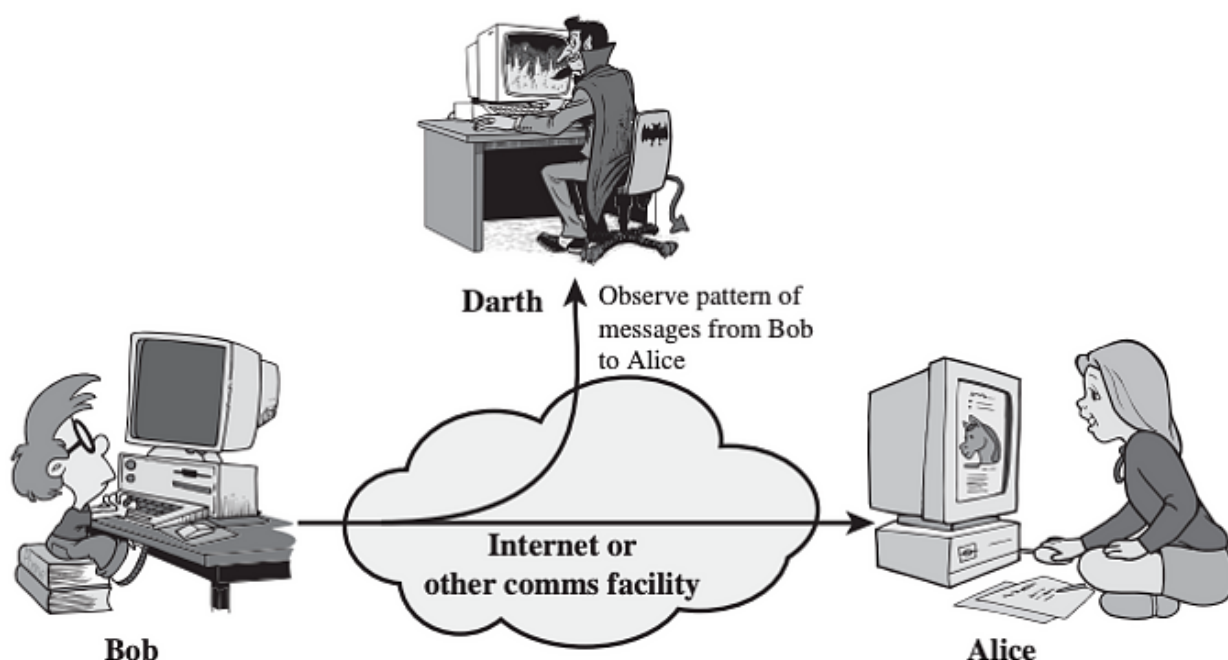 Darth
Observe pattern of
messages from Bob
to Alice
Internet or
other comms facility
Bob
Alice